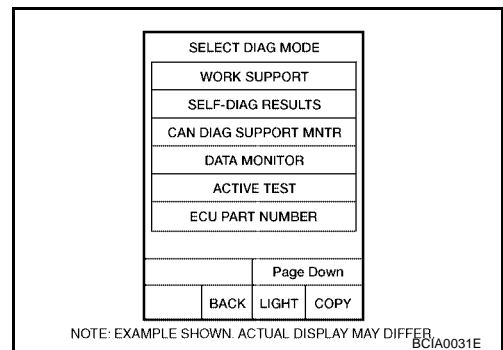 SELECT DIAG MODE
WORK SUPPORT
SELF-DIAG RESULTS
CAN DIAG SUPPORT MNTR
DATA MONITOR
ACTIVE TEST
ECU PART NUMBER
Page Down
BACK LIGHT COPY
NOTE: EXAMPLE SHOWN. ACTUAL DISPLAY MAY DIFFER.
BCIA0031E